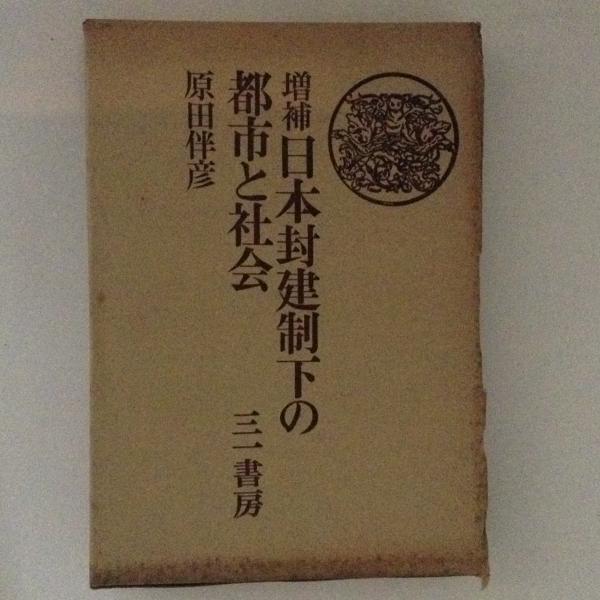 増補 日本封建制下の
都市と社会
原田伴彦
三一書房